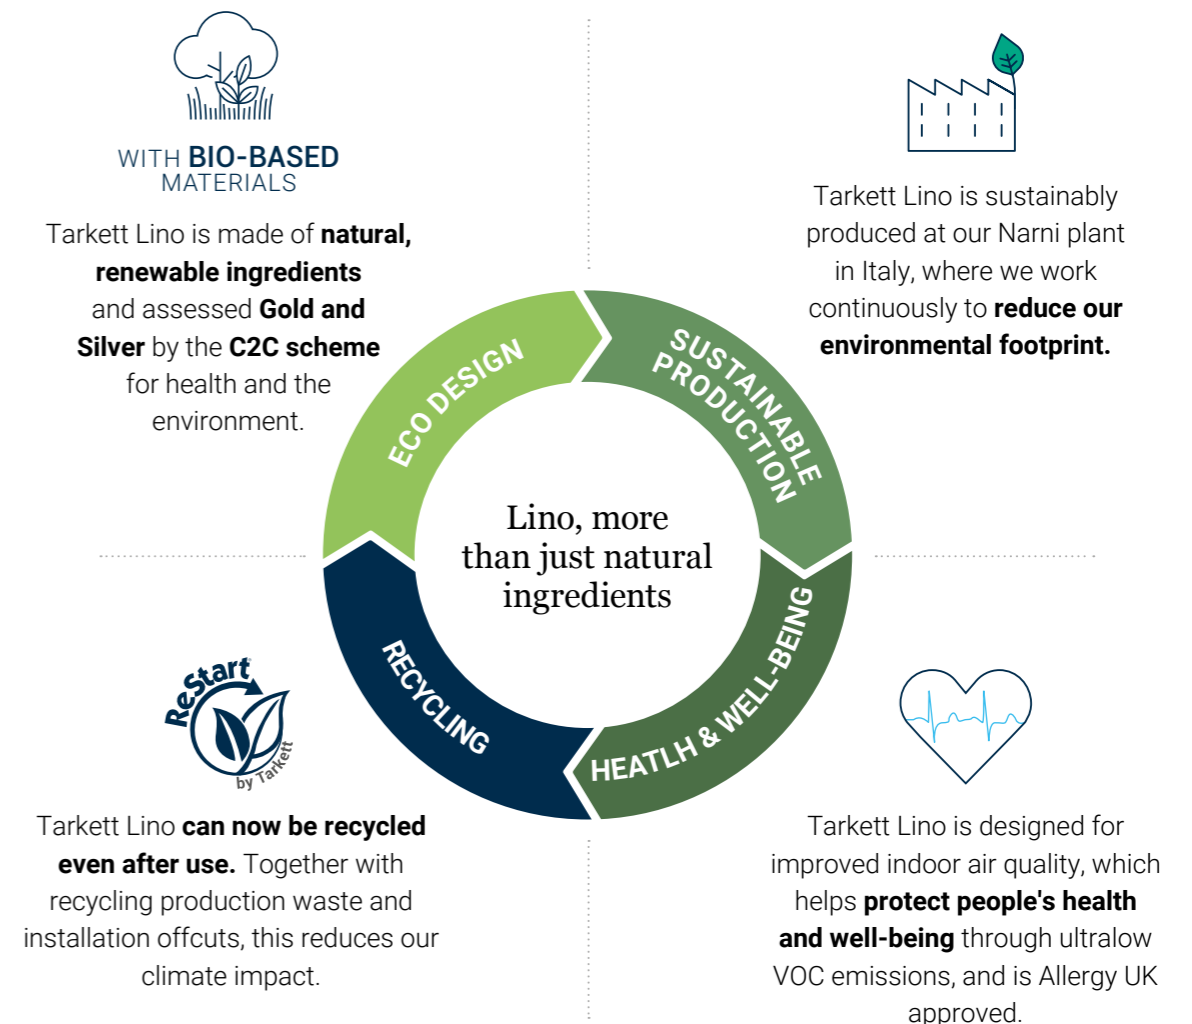 WITH BIO-BASED
MATERIALS
Tarkett Lino is made of natural,
renewable ingredients
and assessed Gold and
Silver by the C2C scheme
for health and the
environment.
Tarkett Lino is sustainably
produced at our Narni plant
in Italy, where we work
continuously to reduce our
environmental footprint.
ECO DESIGN
SUSTAINABLE
PRODUCTION
Lino, more
than just natural
ingredients
RECYCLING
HEATLH & WELL-BEING
ReStart
by Tarkett
Tarkett Lino can now be recycled
even after use. Together with
recycling production waste and
installation offcuts, this reduces our
climate impact.
Tarkett Lino is designed for
improved indoor air quality, which
helps protect people's health
and well-being through ultralow
VOC emissions, and is Allergy UK
approved.